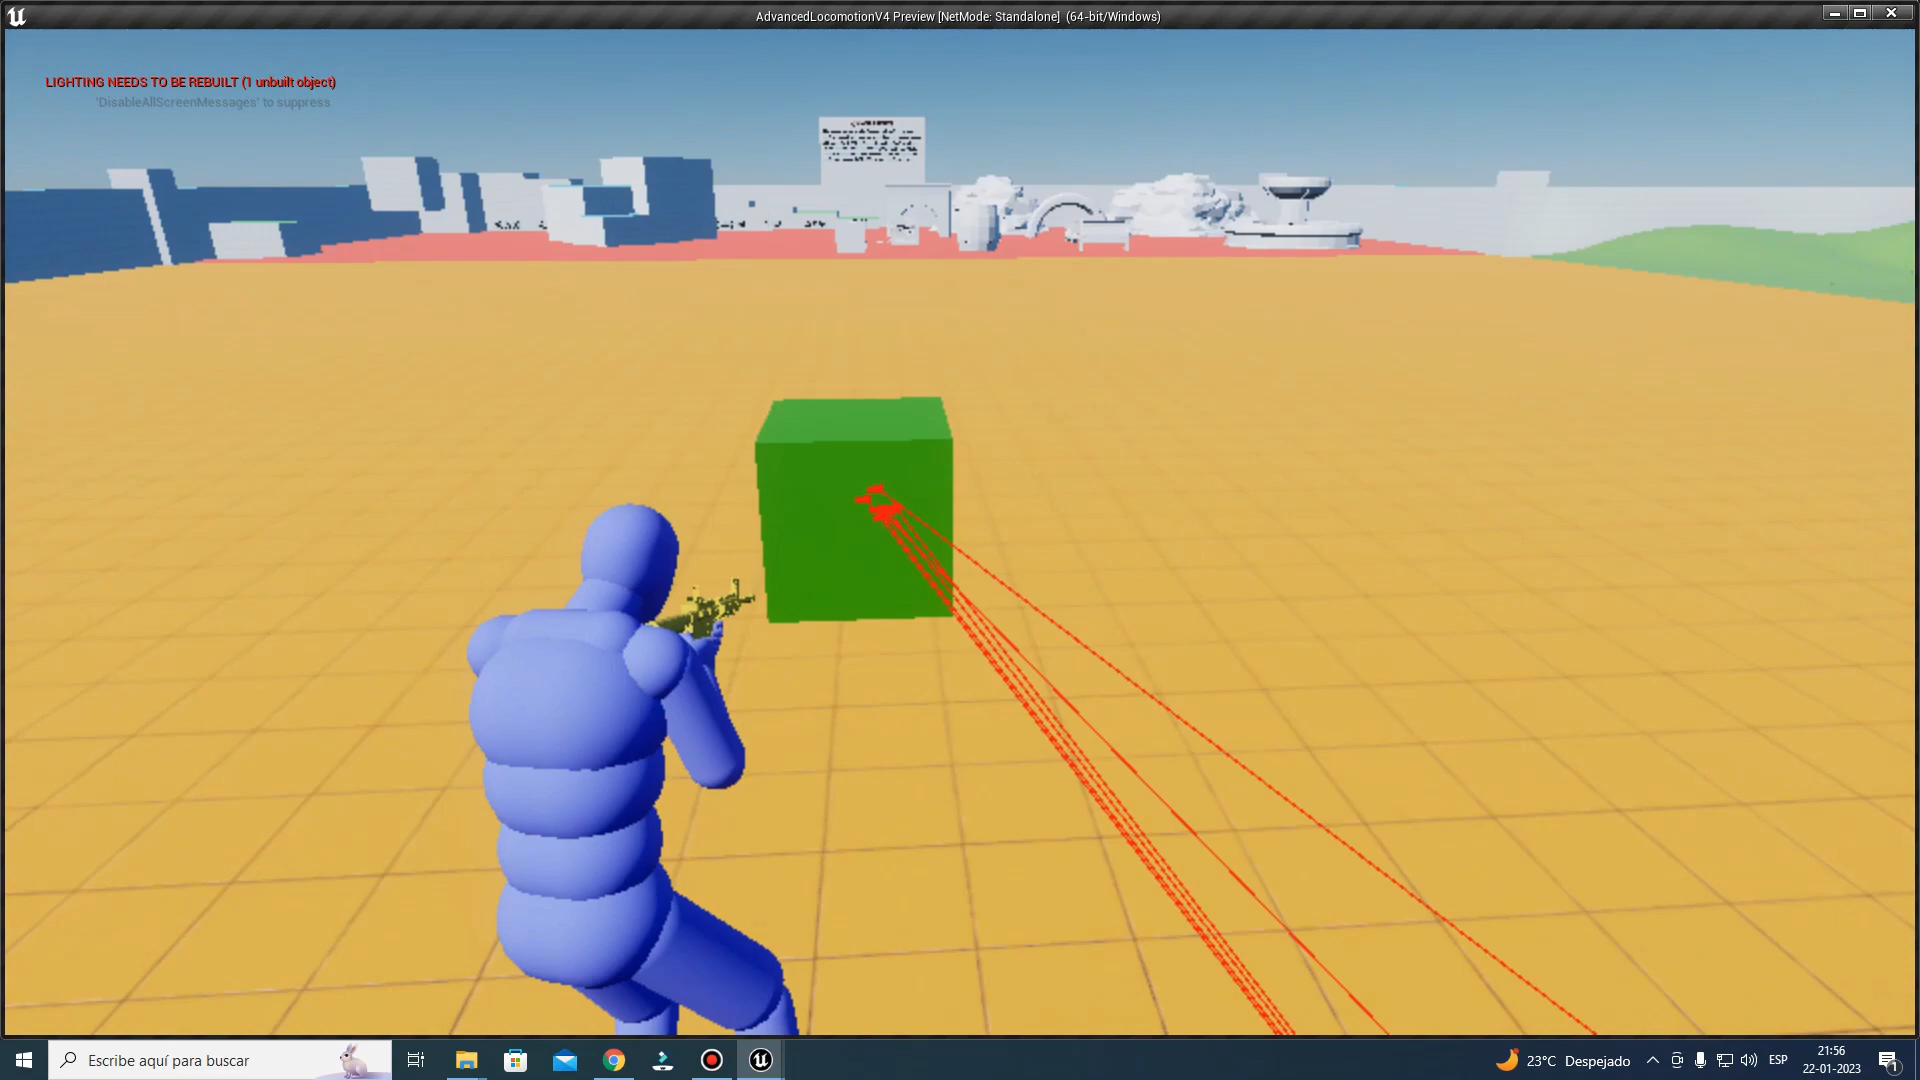 AdvancedLocomotionV4 Preview [NetMode: Standalone] (64-bit/Windows)
LIGHTING NEEDS TO BE REBUILT (1 unbuilt object)
'DisableAllScreenMessages' to suppress
Escribe aquí para buscar
23°C Despejado
ESP
21:56
22-01-2023
1